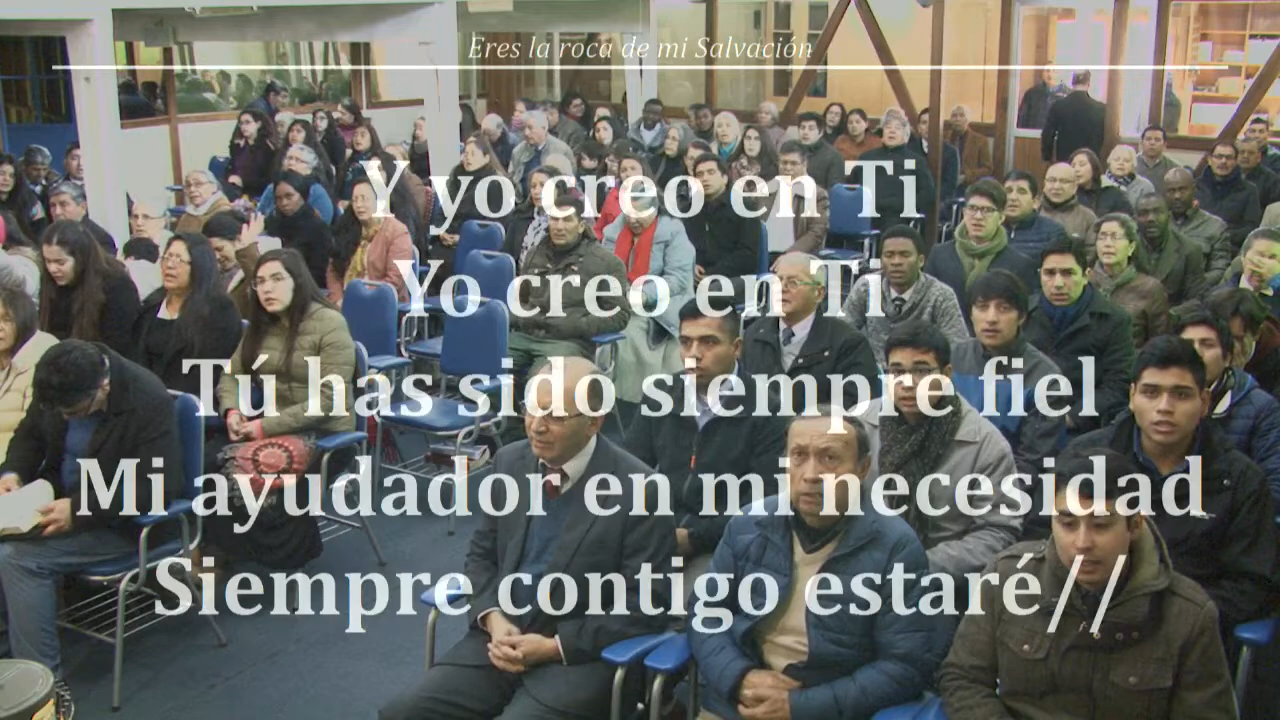 Eres la roca de mi Salvación
Y yo creo en Ti
Yo creo en Ti
Tú has sido siempre fiel
Mi ayudador en mi necesidad
Siempre contigo estaré//